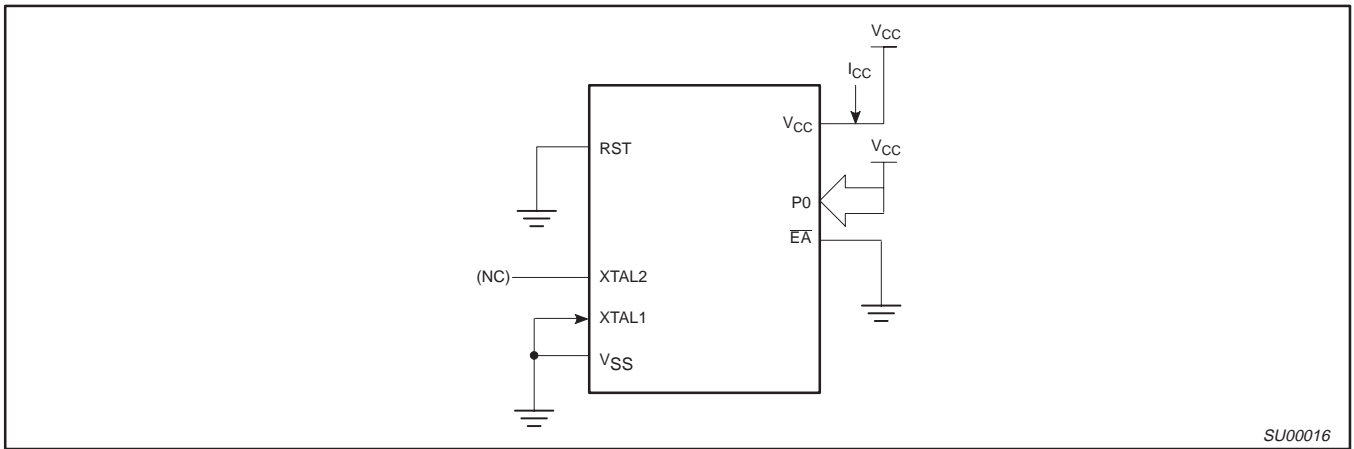 VCC
ICC
VCC
RST
VCC
P0
EA
(NC)
XTAL2
XTAL1
VSS
SU00016